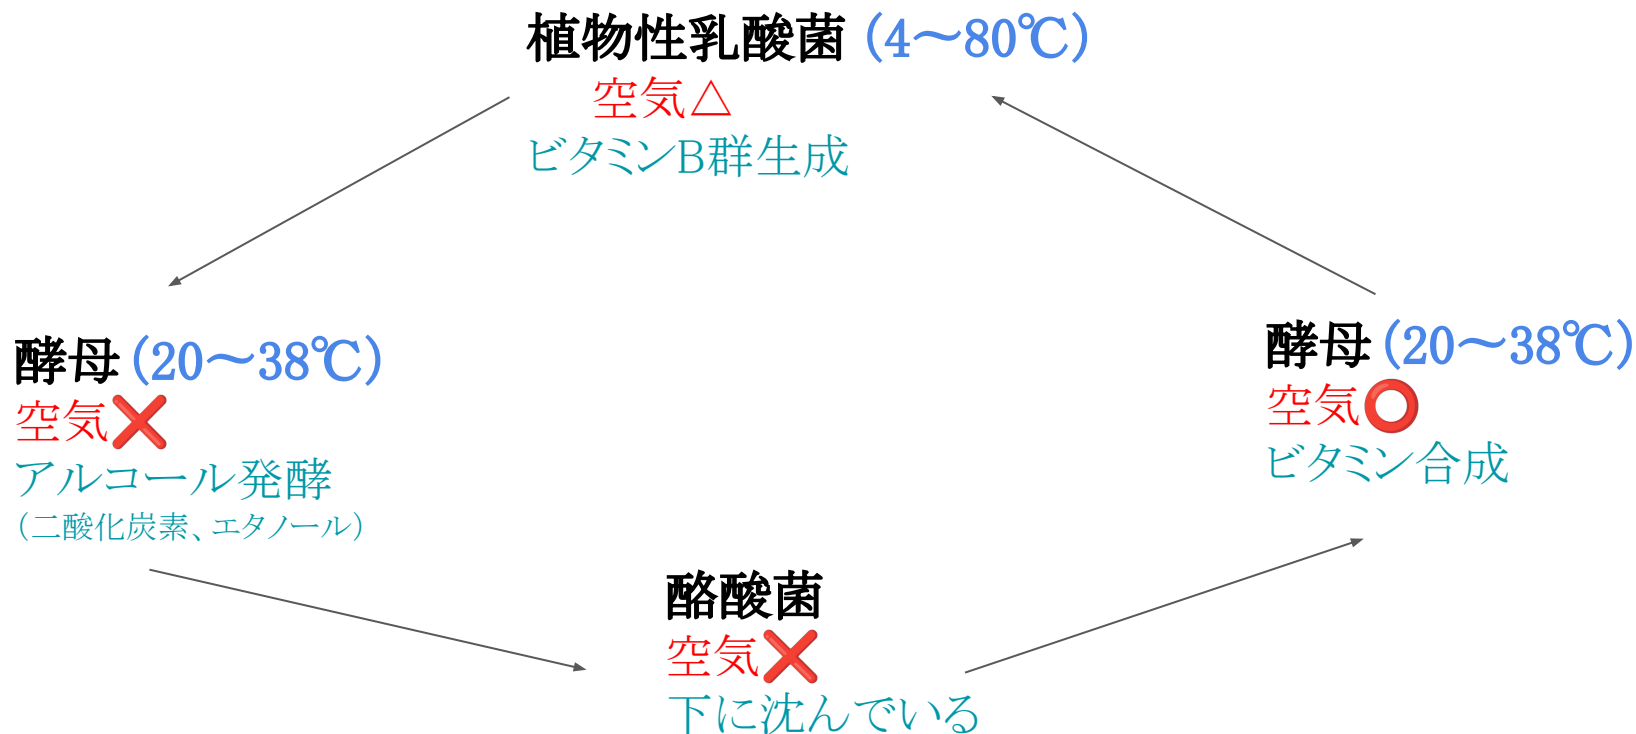 植物性乳酸菌（4〜80℃）
空気△
ビタミンB群生成
酵母（20〜38℃）
空気❌
アルコール発酵
（二酸化炭素、エタノール）
酵母（20〜38℃）
空気⭕
ビタミン合成
酪酸菌
空気❌
下に沈んでいる